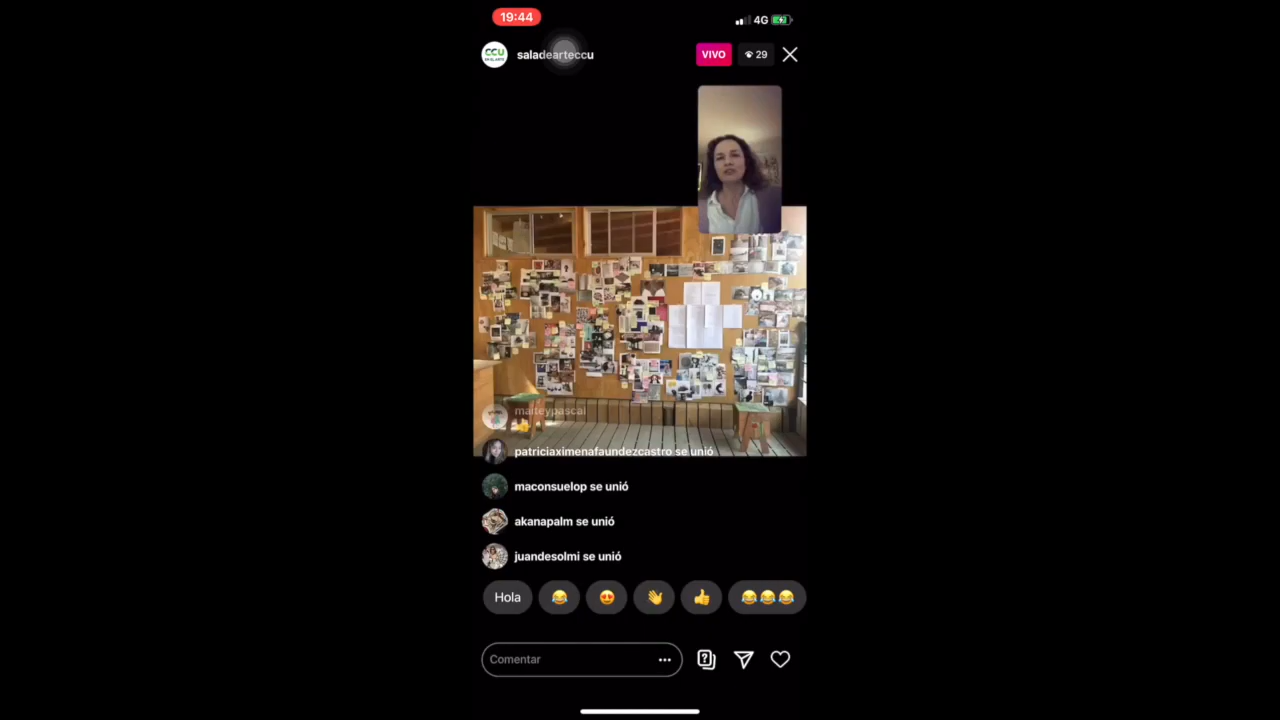 19:44
4G
CCU
saladearteccu
VIVO
29
maiteypascal
patriciaximenafaundezcastro se unió
maconsuelop se unió
akanapalm se unió
juandesolmi se unió
Hola
Comentar